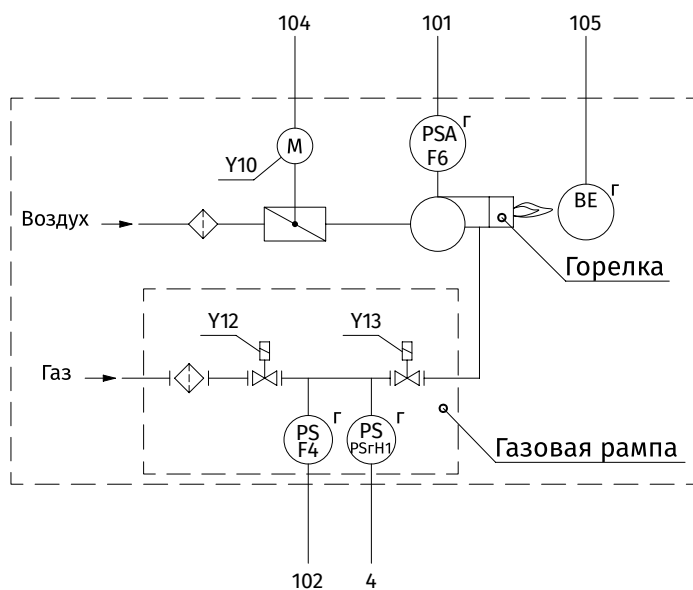 104
101
105
М
Y10
PSA
F6
г
BE
г
Воздух
Горелка
Y12
Y13
Газ
PS
F4
г
PS
PSгН1
г
Газовая рампа
102
4